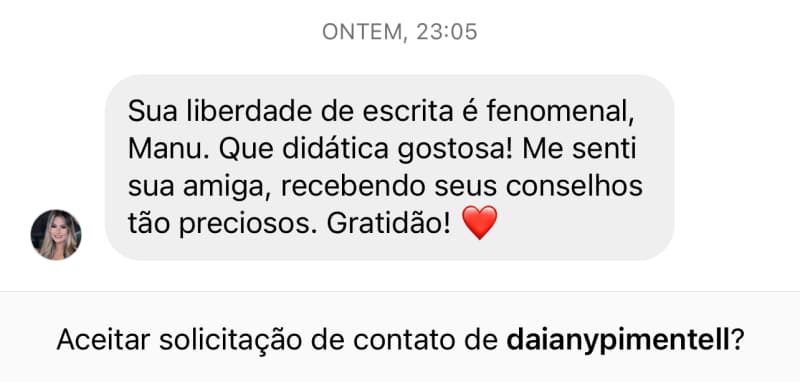 ONTEM, 23:05
Sua liberdade de escrita é fenomenal,
Manu. Que didática gostosa! Me senti
sua amiga, recebendo seus conselhos
tão preciosos. Gratidão! ❤️
Aceitar solicitação de contato de daianypimentell?